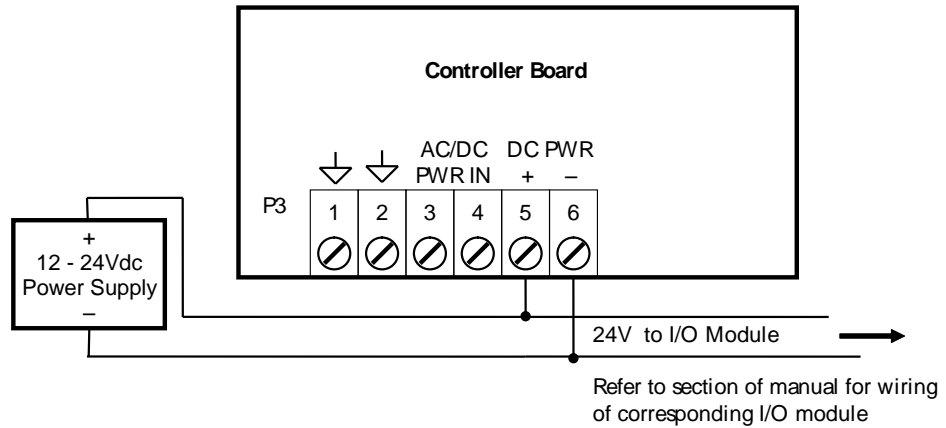 Controller Board
AC/DC DC PWR
PWR IN + –
P3 1 2 3 4 5 6
+
12 - 24Vdc
Power Supply
–
24V to I/O Module
Refer to section of manual for wiring
of corresponding I/O module